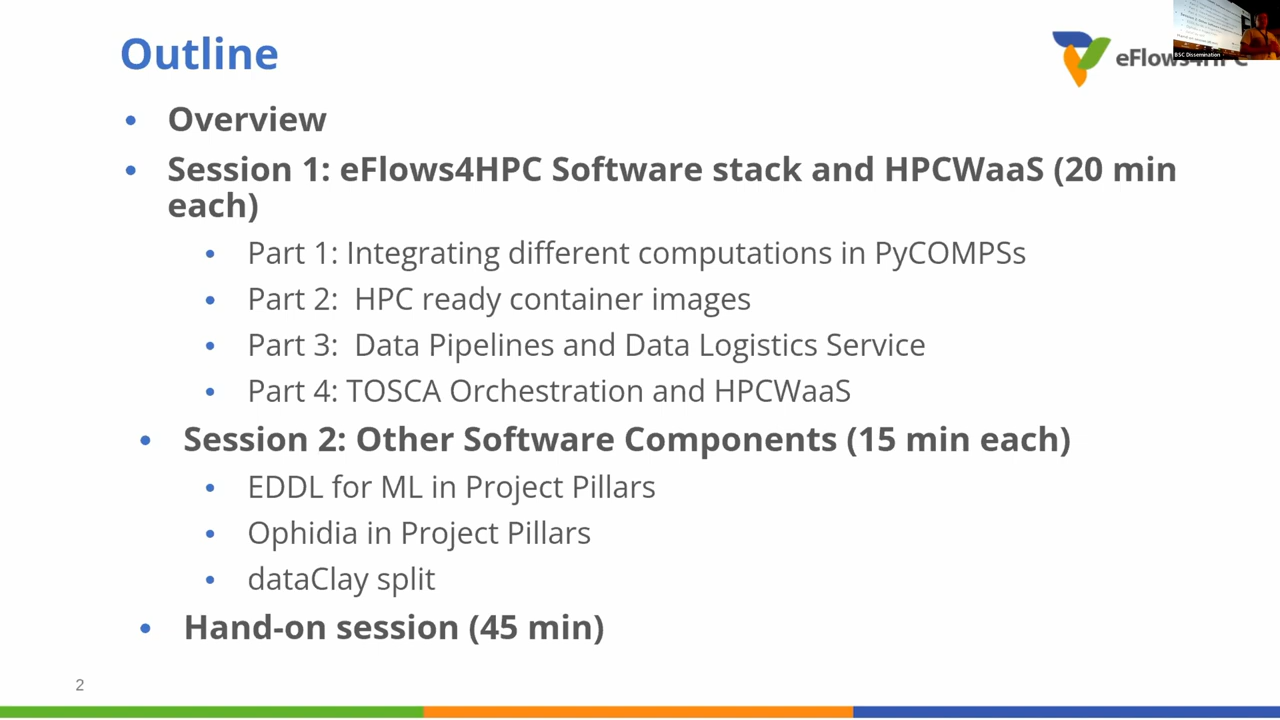 Outline
eFlows4HPC
BSC Dissemination
• Overview
• Session 1: eFlows4HPC Software stack and HPCWaaS (20 min
each)
• Part 1: Integrating different computations in PyCOMPSs
• Part 2:  HPC ready container images
• Part 3:  Data Pipelines and Data Logistics Service
• Part 4: TOSCA Orchestration and HPCWaaS
• Session 2: Other Software Components (15 min each)
• EDDL for ML in Project Pillars
• Ophidia in Project Pillars
• dataClay split
• Hand-on session (45 min)
2